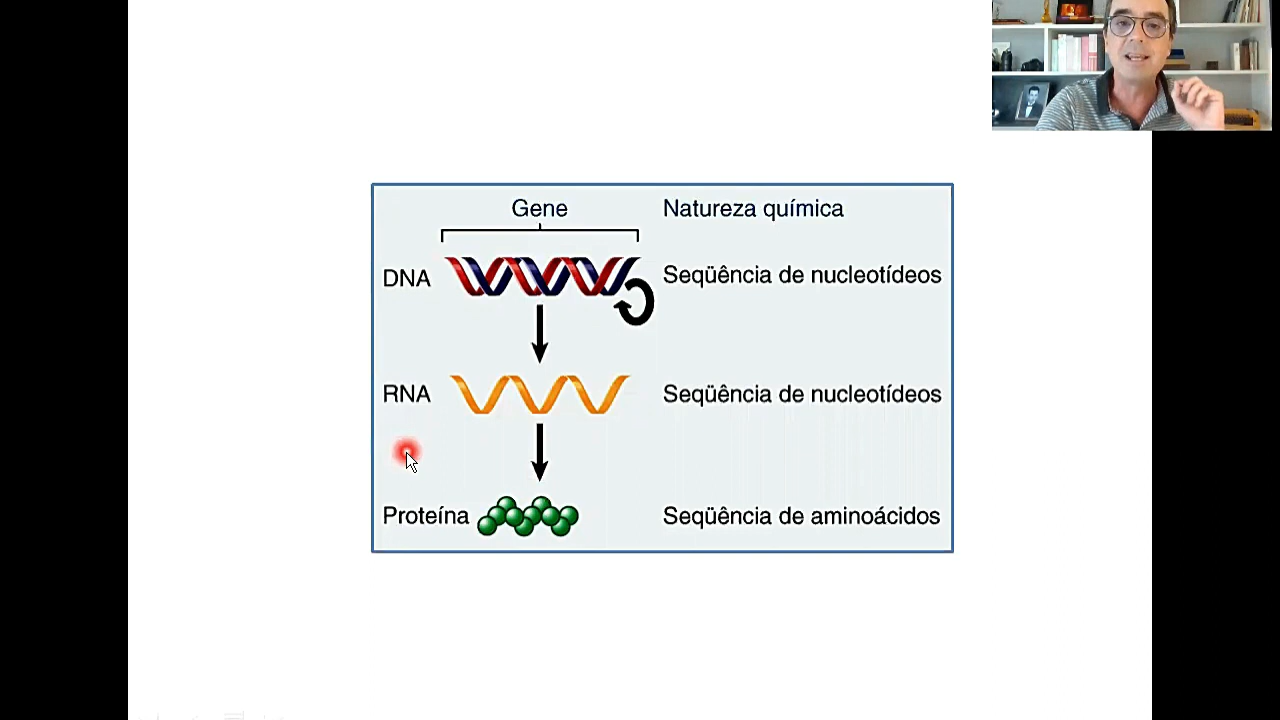 Gene Natureza química
DNA Seqüência de nucleotídeos
RNA Seqüência de nucleotídeos
Proteína Seqüência de aminoácidos